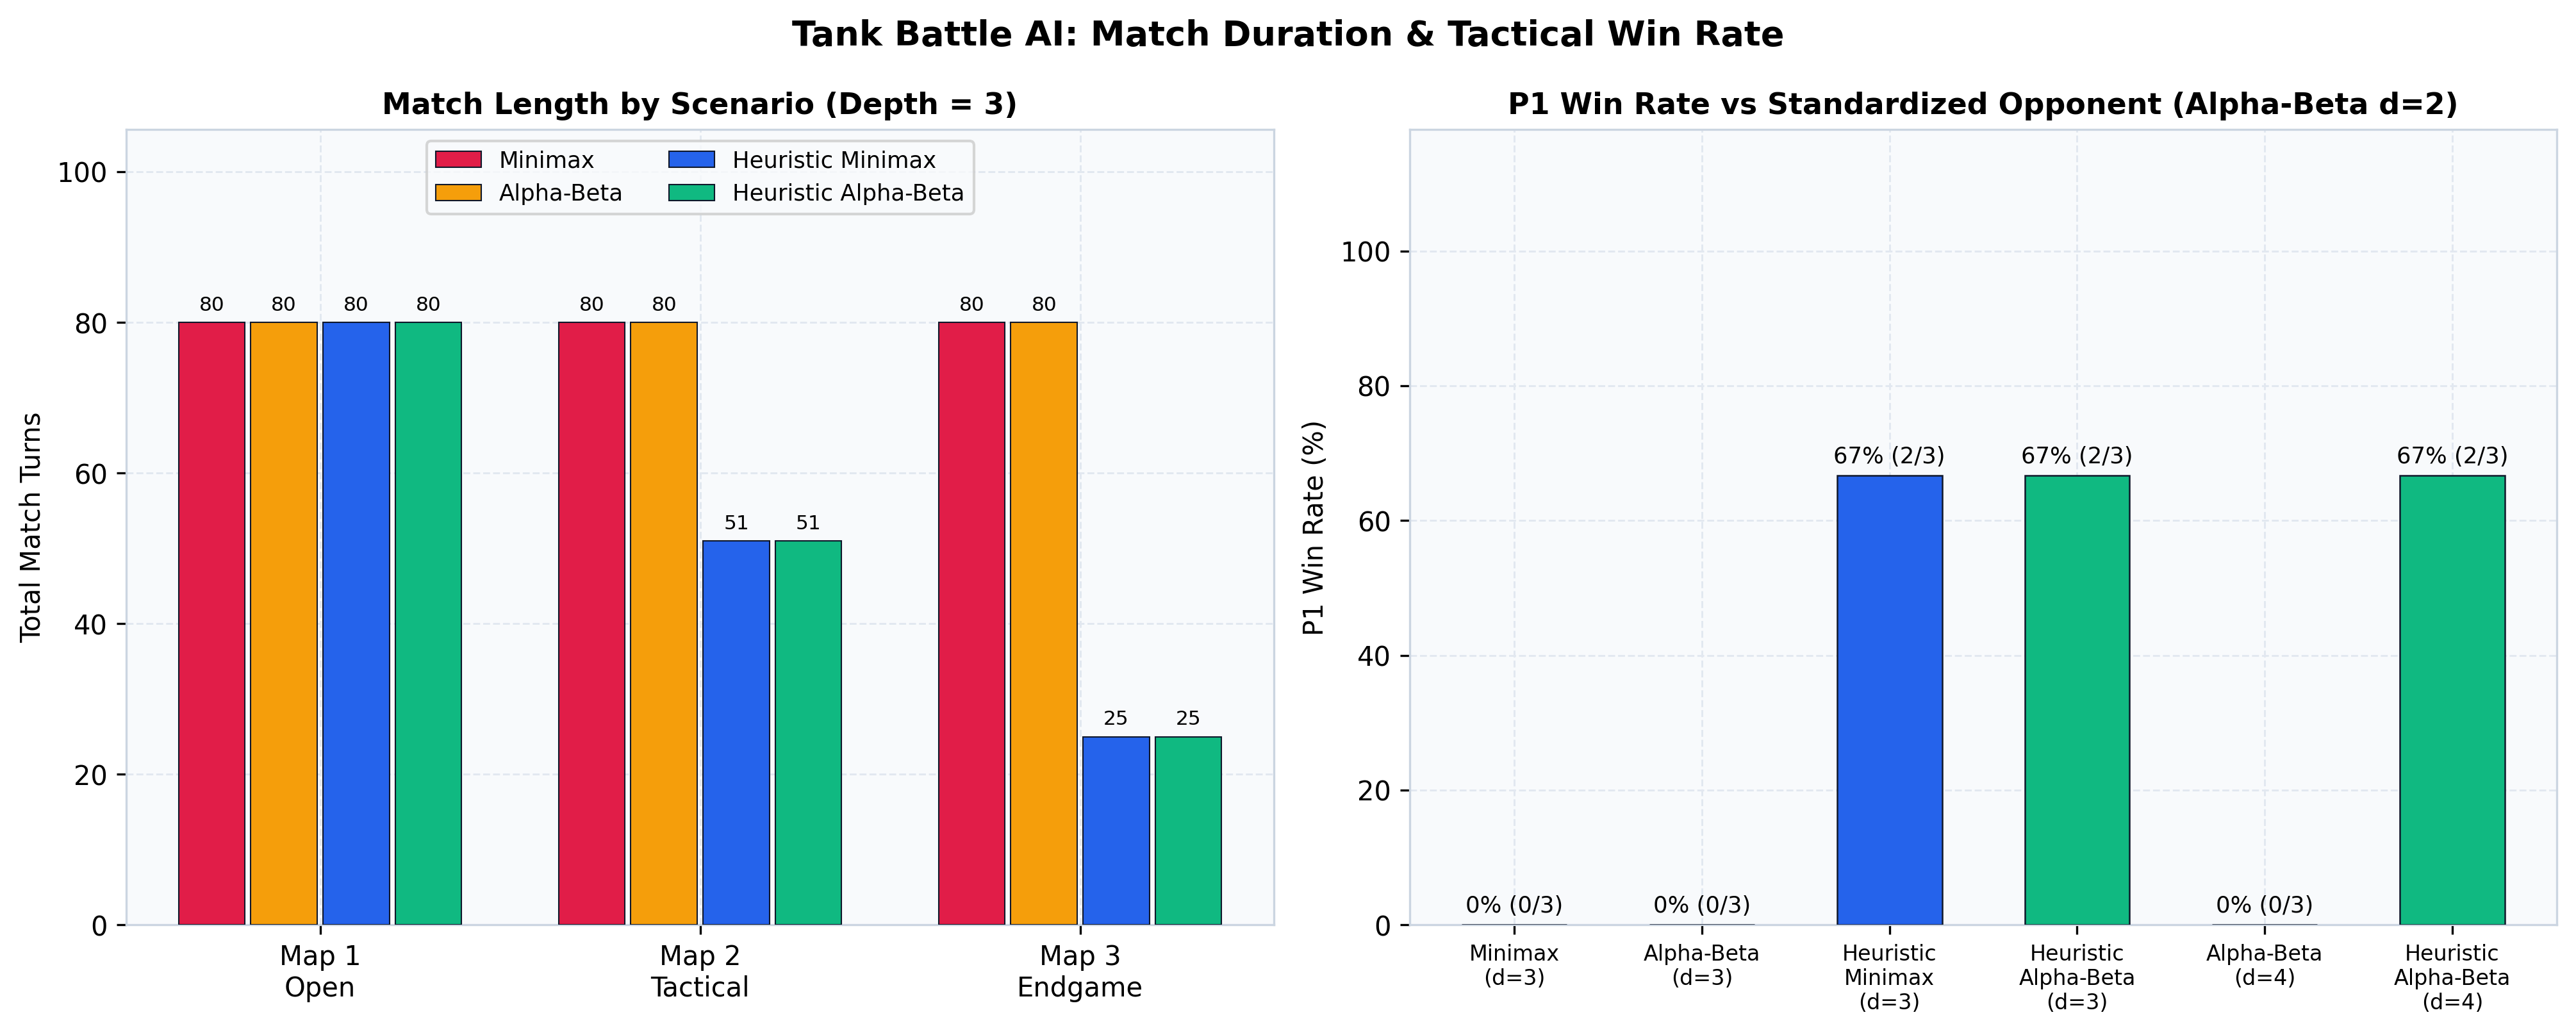 Tank Battle AI: Match Duration & Tactical Win Rate
Match Length by Scenario (Depth = 3)
Total Match Turns
100
80
60
40
20
0
Minimax
Alpha-Beta
Heuristic Minimax
Heuristic Alpha-Beta
80
80
80
80
80
80
51
51
80
80
25
25
Map 1
Open
Map 2
Tactical
Map 3
Endgame
P1 Win Rate vs Standardized Opponent (Alpha-Beta d=2)
P1 Win Rate (%)
100
80
60
40
20
0
0% (0/3)
0% (0/3)
67% (2/3)
67% (2/3)
0% (0/3)
67% (2/3)
Minimax
(d=3)
Alpha-Beta
(d=3)
Heuristic
Minimax
(d=3)
Heuristic
Alpha-Beta
(d=3)
Alpha-Beta
(d=4)
Heuristic
Alpha-Beta
(d=4)